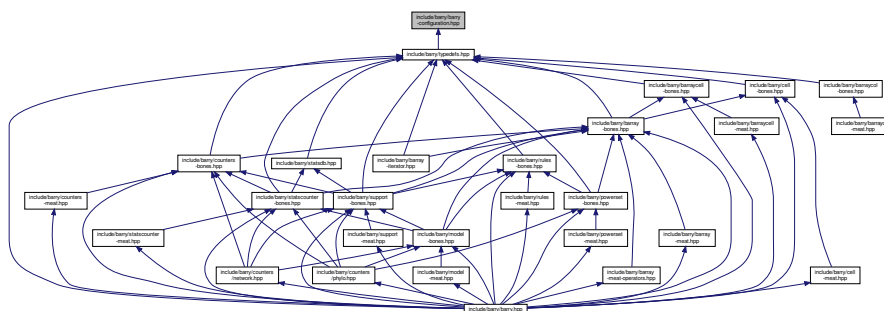 include/barry/barry
-configuration.hpp
include/barry/typedefs.hpp
include/barry/barraycell
-bones.hpp
include/barry/cell
-bones.hpp
include/barry/barraycol
-bones.hpp
include/barry/barray
-bones.hpp
include/barry/barraycell
-meat.hpp
include/barry/barrayc
-meat.hpp
include/barry/counters
-bones.hpp
include/barry/statsdb.hpp
include/barry/barray
-iterator.hpp
include/barry/rules
-bones.hpp
include/barry/counters
-meat.hpp
include/barry/statscounter
-bones.hpp
include/barry/support
-bones.hpp
include/barry/rules
-meat.hpp
include/barry/powerset
-bones.hpp
include/barry/statscounter
-meat.hpp
include/barry/support
-meat.hpp
include/barry/model
-bones.hpp
include/barry/powerset
-meat.hpp
include/barry/barray
-meat.hpp
include/barry/counters
/network.hpp
include/barry/counters
/phylo.hpp
include/barry/model
-meat.hpp
include/barry/barray
-meat-operators.hpp
include/barry/cell
-meat.hpp
include/barry/barry.hpp